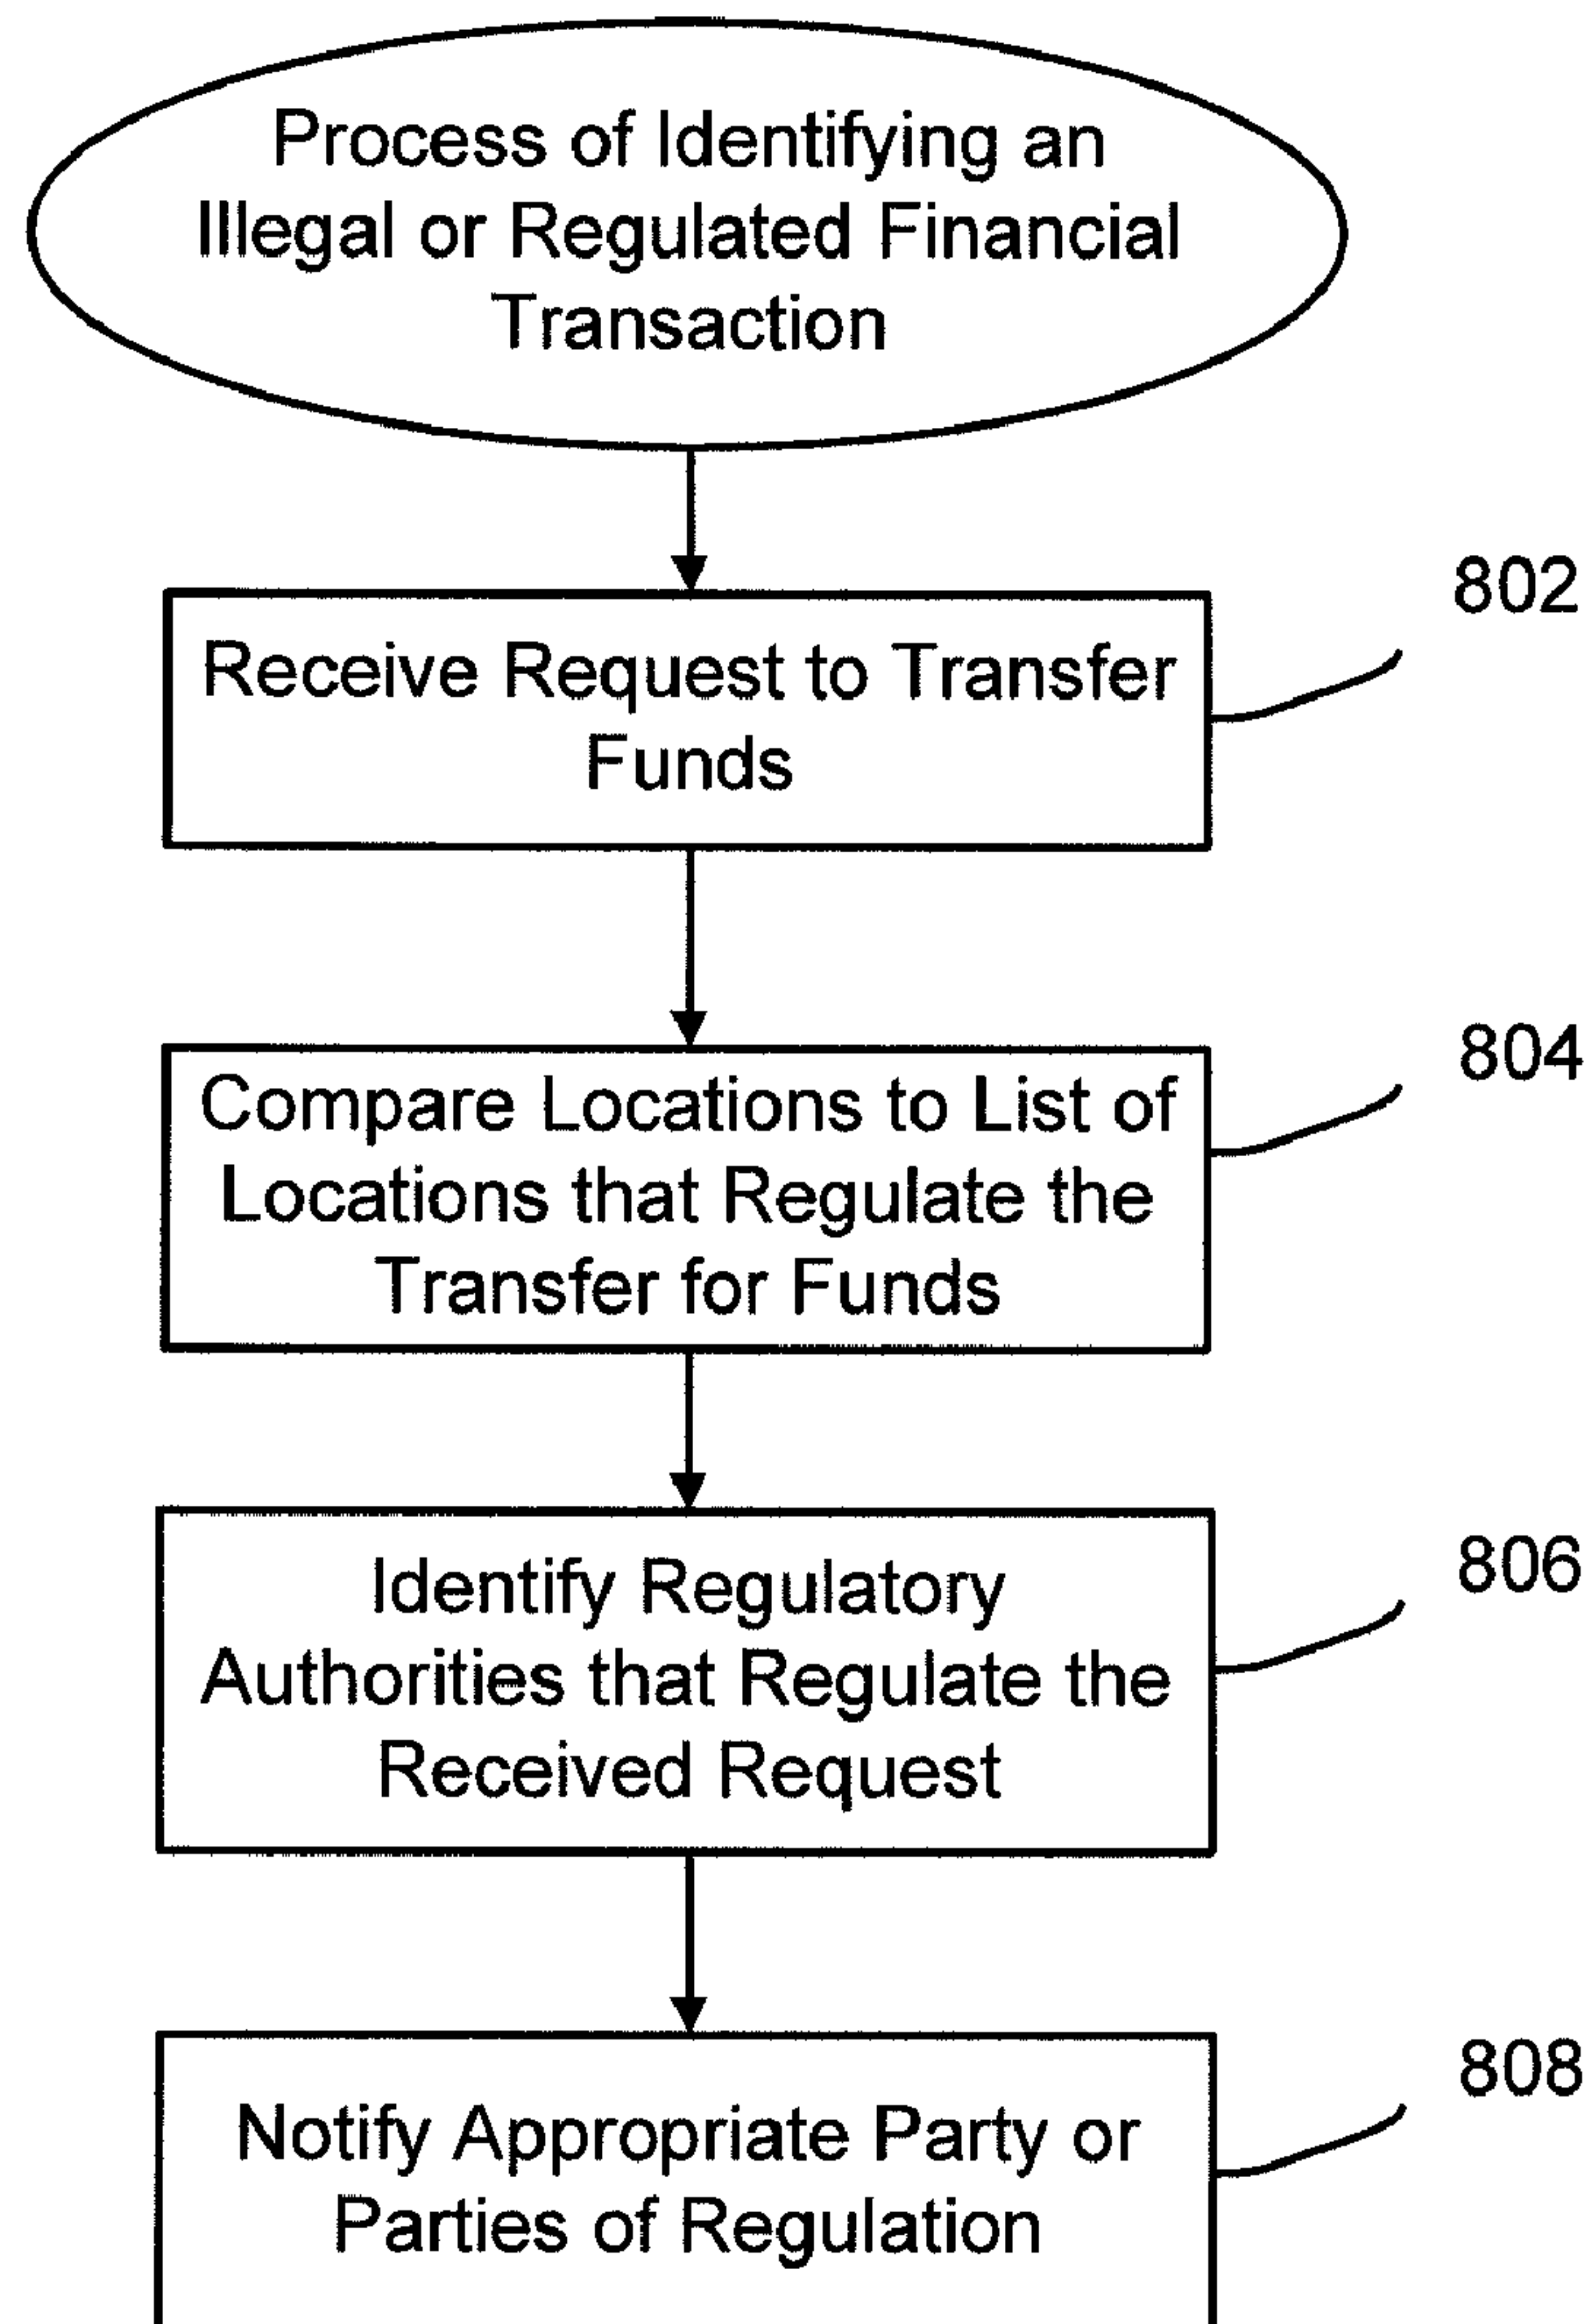 Process of Identifying an
Illegal or Regulated Financial
Transaction
802
Receive Request to Transfer
Funds
804
Compare Locations to List of
Locations that Regulate the
Transfer for Funds
806
Identify Regulatory
Authorities that Regulate the
Received Request
808
Notify Appropriate Party or
Parties of Regulation